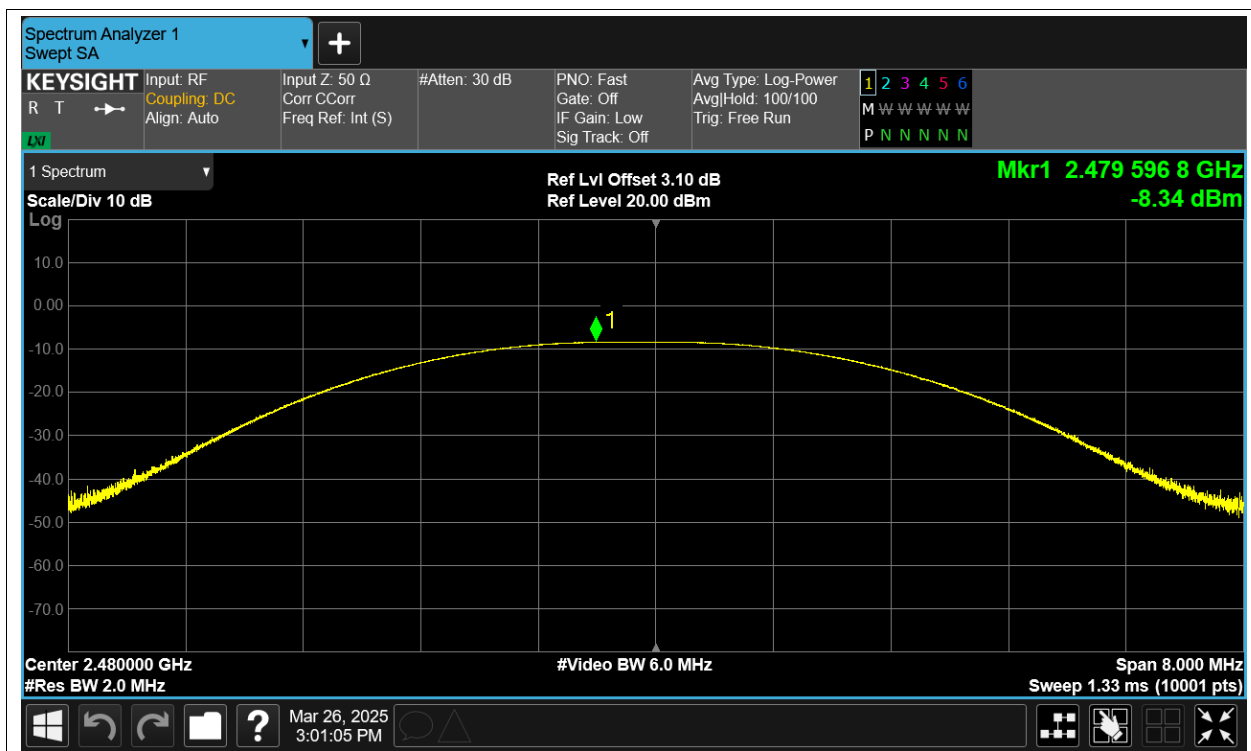 Spectrum Analyzer 1
Swept SA
KEYSIGHT
R T
LXI
Input: RF
Coupling: DC
Align: Auto
Input Z: 50 Ω
Corr CCorr
Freq Ref: Int (S)
#Atten: 30 dB
PNO: Fast
Gate: Off
IF Gain: Low
Sig Track: Off
Avg Type: Log-Power
Avg|Hold: 100/100
Trig: Free Run
1 2 3 4 5 6
M W W W W W
P N N N N N
1 Spectrum
Scale/Div 10 dB
Ref Lvl Offset 3.10 dB
Ref Level 20.00 dBm
Mkr1 2.479 596 8 GHz
-8.34 dBm
Log
10.0
0.00
-10.0
-20.0
-30.0
-40.0
-50.0
-60.0
-70.0
1
Center 2.480000 GHz
#Res BW 2.0 MHz
#Video BW 6.0 MHz
Span 8.000 MHz
Sweep 1.33 ms (10001 pts)
?
Mar 26, 2025
3:01:05 PM